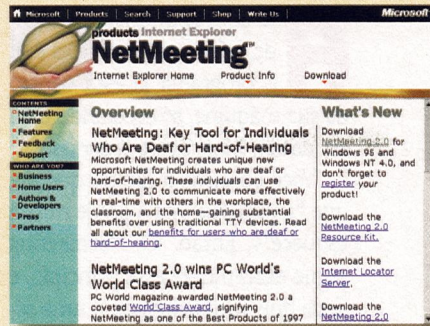 Microsoft | Products | Search | Support | Shop | Write Us | Microsoft
products Internet Explorer
NetMeeting™
Internet Explorer Home Product Info Download
CONTENTS
NetMeeting
Home
Features
Feedback
Support
WHO ARE YOU?
Business
Home Users
Authors &
Developers
Press
Partners
Overview
NetMeeting: Key Tool for Individuals
Who Are Deaf or Hard-of-Hearing
Microsoft NetMeeting creates unique new
opportunities for individuals who are deaf or
hard-of-hearing. These individuals can use
NetMeeting 2.0 to communicate more effectively
in real-time with others in the workplace, the
classroom, and the home—gaining substantial
benefits over using traditional TTY devices. Read
all about our benefits for users who are deaf or
hard-of-hearing.
NetMeeting 2.0 wins PC World's
World Class Award
PC World magazine awarded NetMeeting 2.0 a
coveted World Class Award, signifying
NetMeeting as one of the Best Products of 1997
What's New
Download
NetMeeting 2.0 for
Windows 95 and
Windows NT 4.0, and
don't forget to
register your
product!
Download the
NetMeeting 2.0
Resource Kit.
Download the
Internet Locator
Server.
Download the
NetMeeting 2.0